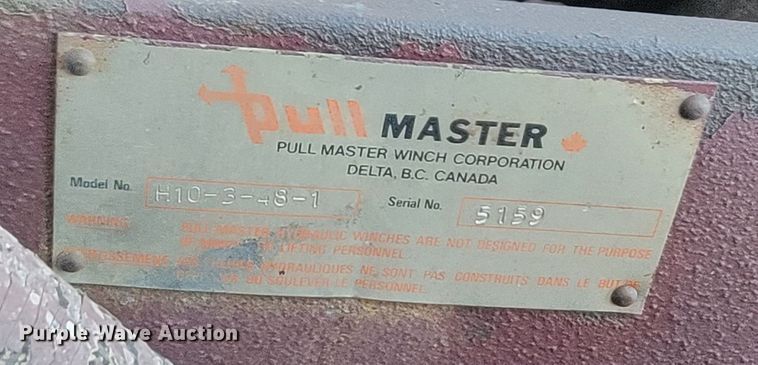 pull MASTER
PULL MASTER WINCH CORPORATION
DELTA, B.C. CANADA
Model No. H10-3-48-1 Serial No. 5159
WARNING PULL MASTER HYDRAULIC WINCHES ARE NOT DESIGNED FOR THE PURPOSE
LIFTING PERSONNEL.
HYDRAULIQUES NE SONT PAS CONSTRUITS DANS LE BUT DE
OU SOULEVER LE PERSONNEL.
Purple Wave Auction